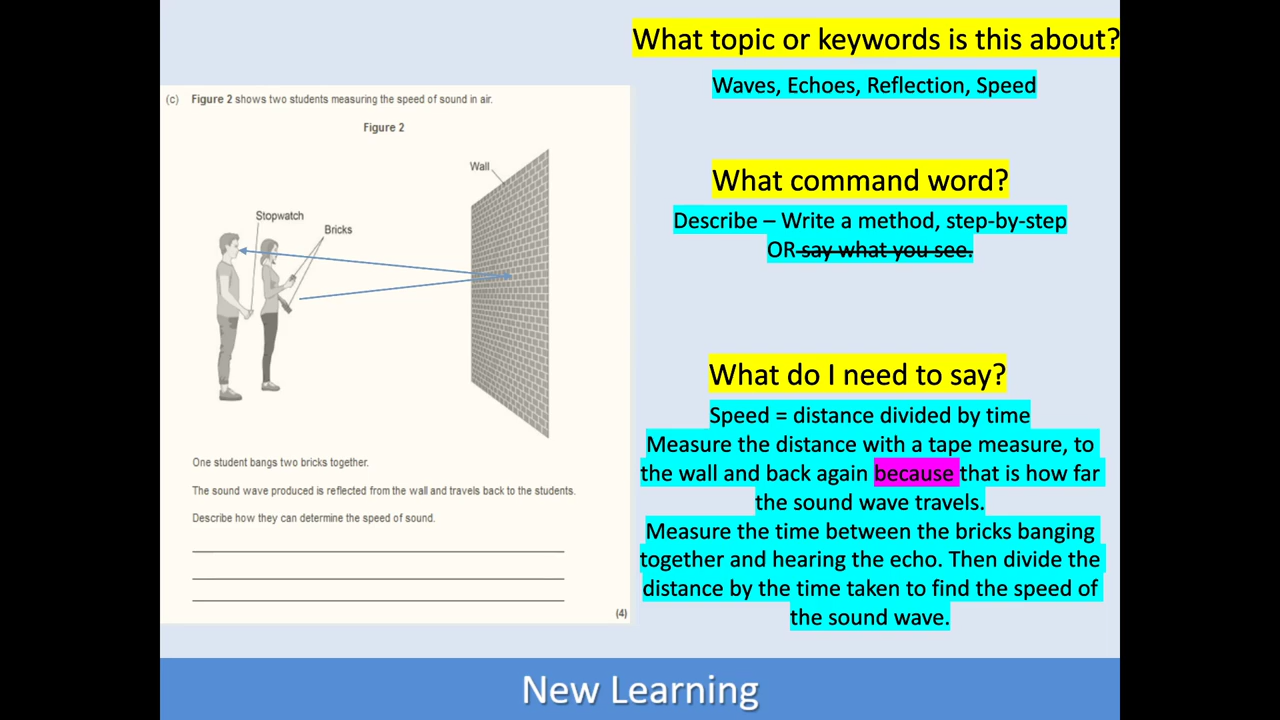 What topic or keywords is this about?
Waves, Echoes, Reflection, Speed
(c) Figure 2 shows two students measuring the speed of sound in air.
Figure 2
Wall
Stopwatch
Bricks
One student bangs two bricks together.
The sound wave produced is reflected from the wall and travels back to the students.
Describe how they can determine the speed of sound.
(4)
What command word?
Describe – Write a method, step-by-step
OR say what you see.
What do I need to say?
Speed = distance divided by time
Measure the distance with a tape measure, to
the wall and back again because that is how far
the sound wave travels.
Measure the time between the bricks banging
together and hearing the echo. Then divide the
distance by the time taken to find the speed of
the sound wave.
New Learning